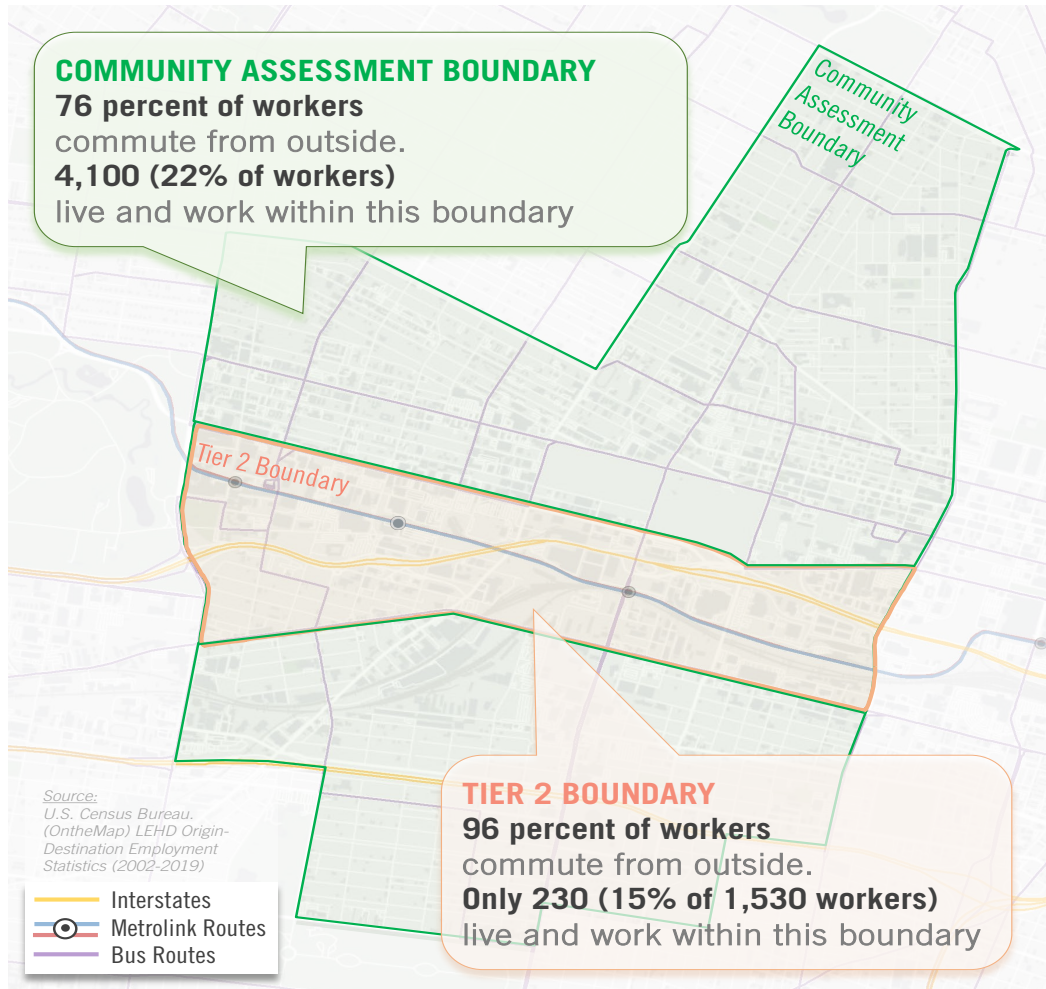 COMMUNITY ASSESSMENT BOUNDARY
76 percent of workers
commute from outside.
4,100 (22% of workers)
live and work within this boundary
Community
Assessment
Boundary
Tier 2 Boundary
TIER 2 BOUNDARY
96 percent of workers
commute from outside.
Only 230 (15% of 1,530 workers)
live and work within this boundary
Source:
U.S. Census Bureau.
(OntheMap) LEHD Origin-
Destination Employment
Statistics (2002-2019)
Interstates
Metrolink Routes
Bus Routes